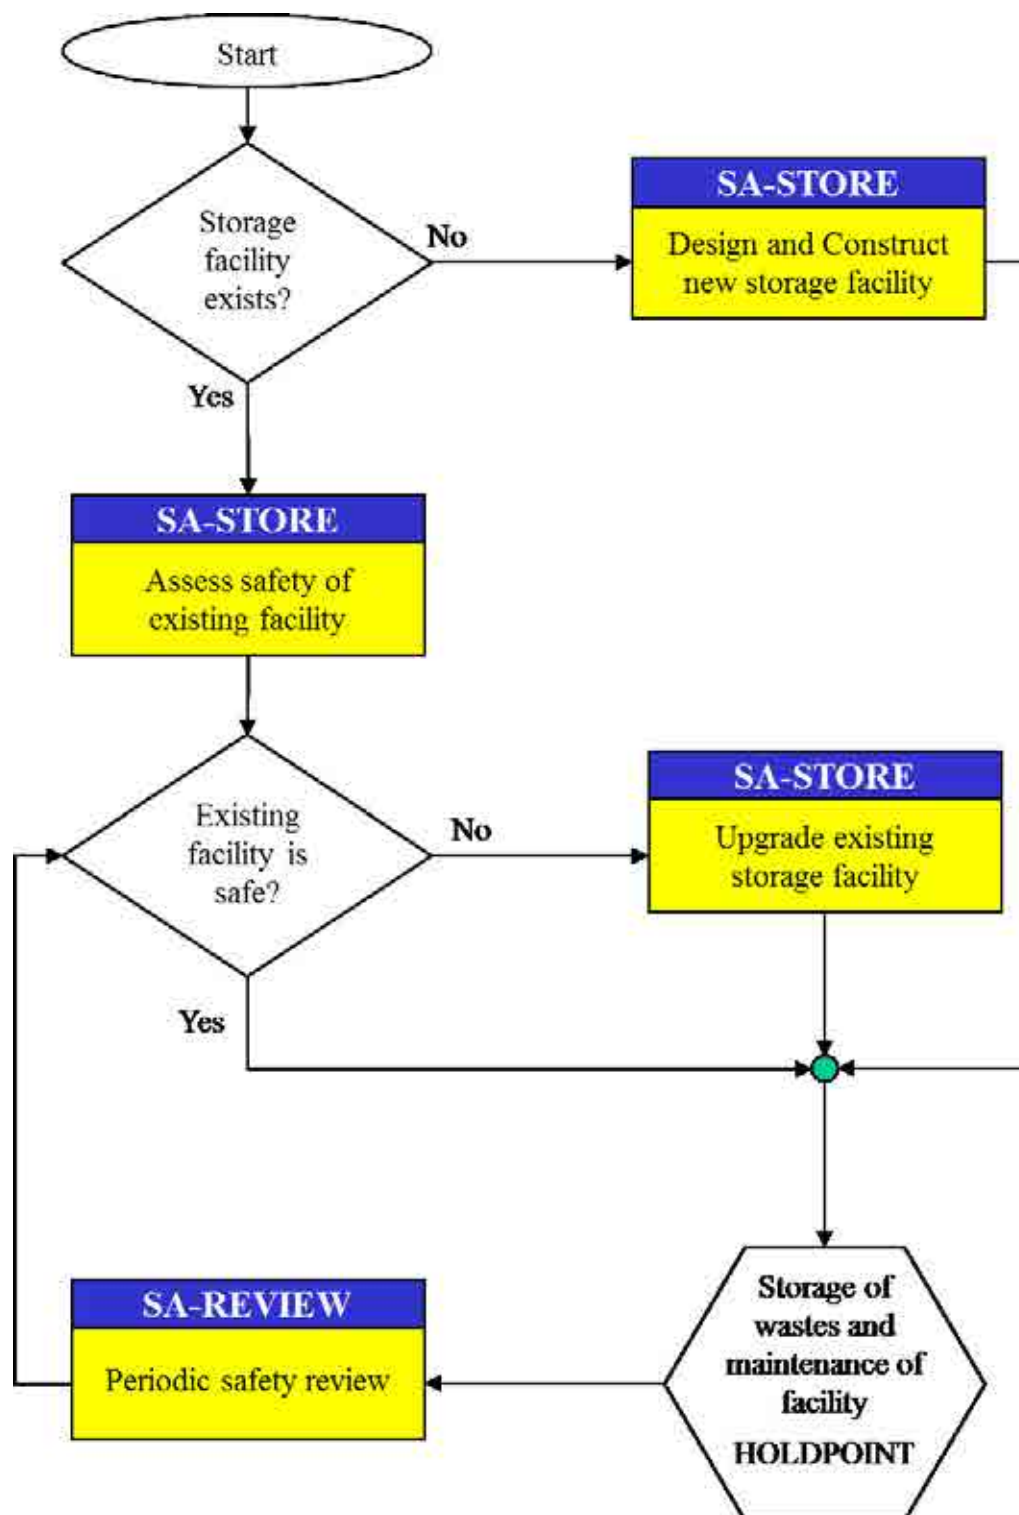 Start
Storage
facility
exists?
No
SA-STORE
Design and Construct
new storage facility
Yes
SA-STORE
Assess safety of
existing facility
Existing
facility is
safe?
No
SA-STORE
Upgrade existing
storage facility
Yes
Storage of
wastes and
maintenance of
facility
HOLDPOINT
SA-REVIEW
Periodic safety review